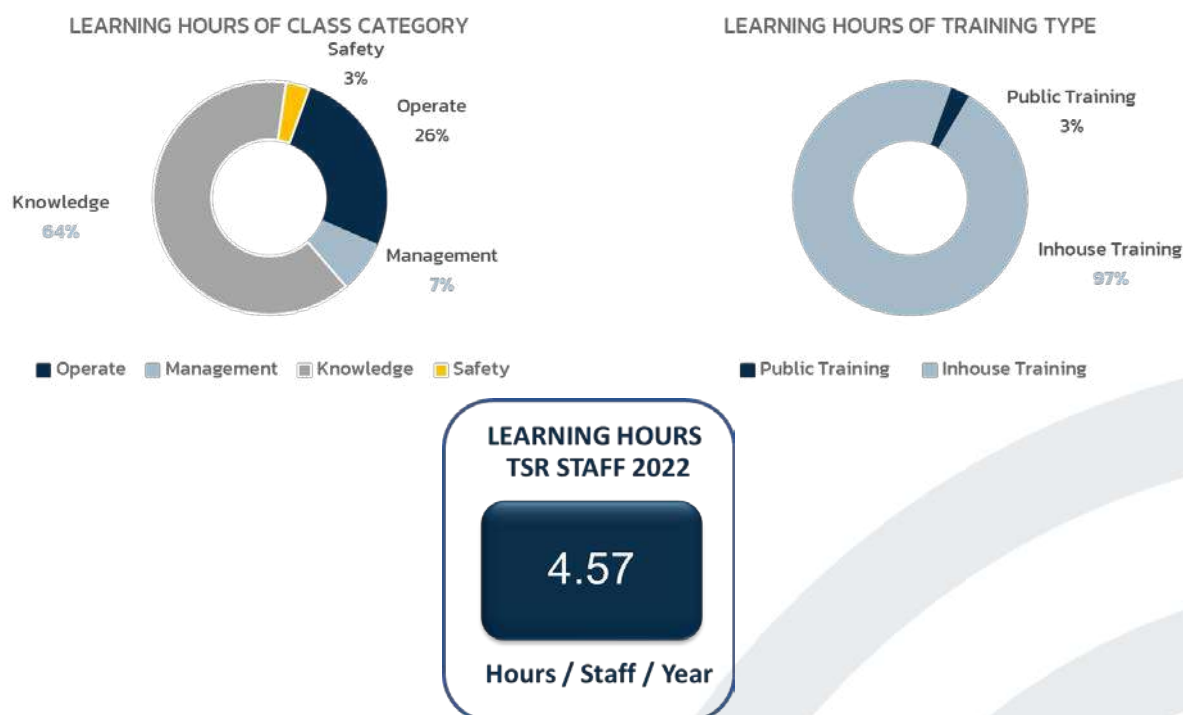 LEARNING HOURS OF CLASS CATEGORY
Safety
3%
Operate
26%
Knowledge
64%
Management
7%
Operate Management Knowledge Safety
LEARNING HOURS OF TRAINING TYPE
Public Training
3%
Inhouse Training
97%
Public Training Inhouse Training
LEARNING HOURS
TSR STAFF 2022
4.57
Hours / Staff / Year